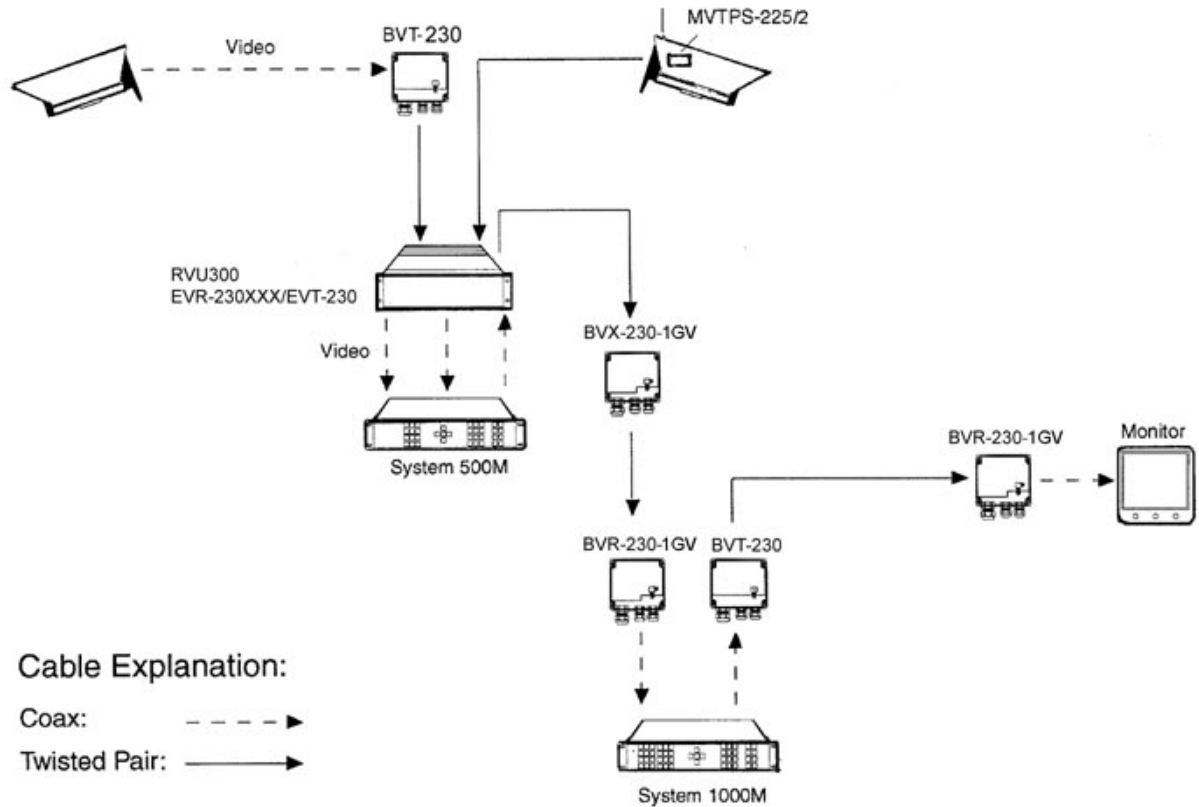 MVTPS-225/2
BVT-230
Video
RVU300
EVR-230XXX/EVT-230
Video
BVX-230-1GV
System 500M
BVR-230-1GV
Monitor
BVR-230-1GV
BVT-230
Cable Explanation:
Coax:
Twisted Pair:
System 1000M